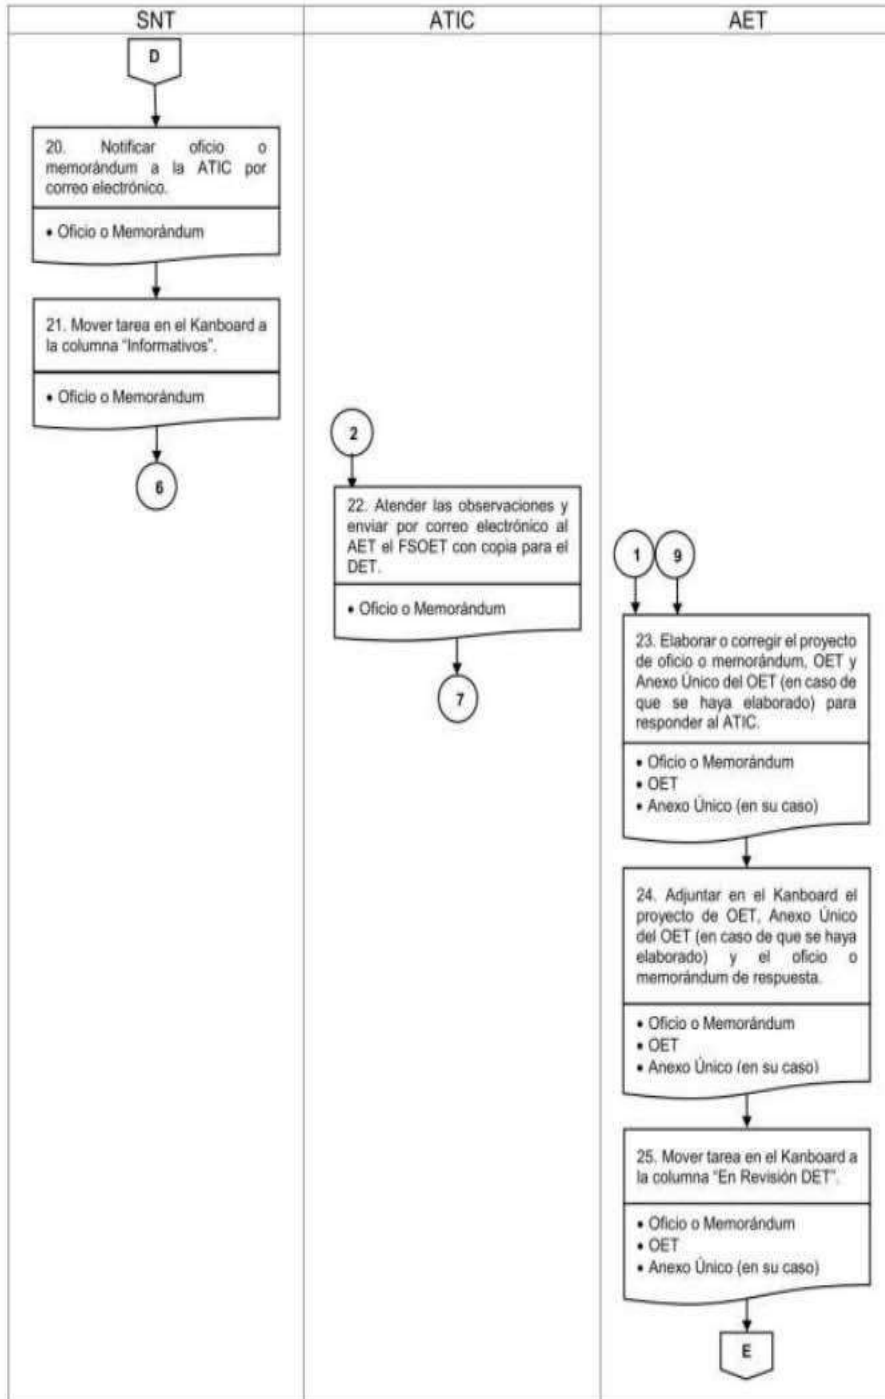 SNT
ATIC
AET
D
20. Notificar oficio o
memorándum a la ATIC por
correo electrónico.
• Oficio o Memorándum
21. Mover tarea en el Kanboard a
la columna “Informativos”.
• Oficio o Memorándum
6
2
22. Atender las observaciones y
enviar por correo electrónico al
AET el FSOET con copia para el
DET.
• Oficio o Memorándum
7
1
9
23. Elaborar o corregir el proyecto
de oficio o memorándum, OET y
Anexo Único del OET (en caso de
que se haya elaborado) para
responder al ATIC.
• Oficio o Memorándum
• OET
• Anexo Único (en su caso)
24. Adjuntar en el Kanboard el
proyecto de OET, Anexo Único
del OET (en caso de que se haya
elaborado) y el oficio o
memorándum de respuesta.
• Oficio o Memorándum
• OET
• Anexo Único (en su caso)
25. Mover tarea en el Kanboard a
la columna “En Revisión DET”.
• Oficio o Memorándum
• OET
• Anexo Único (en su caso)
E